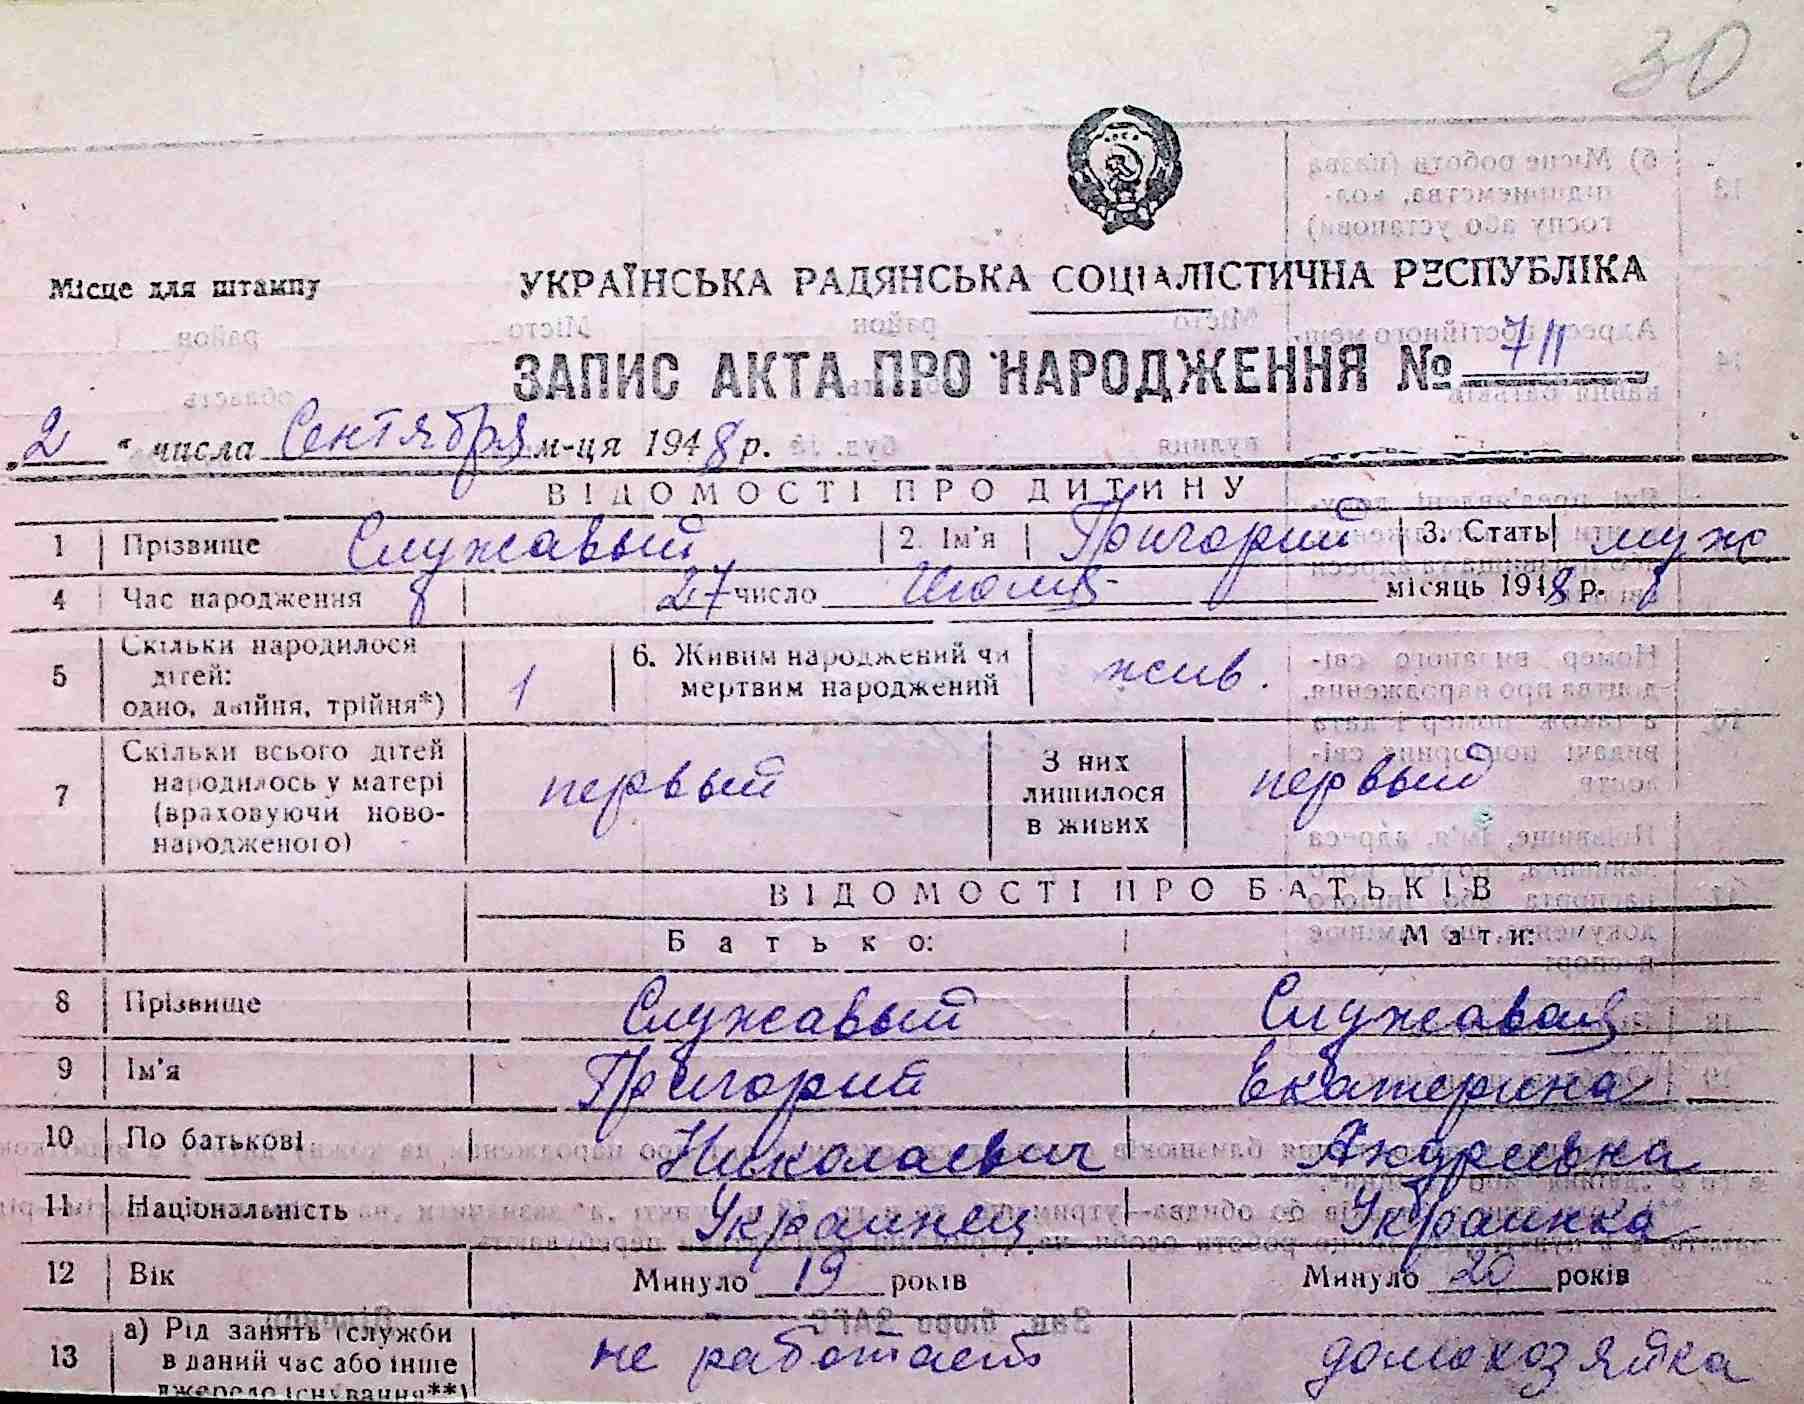 30
Місце для штампу
УКРАЇНСЬКА РАДЯНСЬКА СОЦІАЛІСТИЧНА РЕСПУБЛІКА
ЗАПИС АКТА ПРО НАРОДЖЕННЯ № 711
„2“ числа Сентября м-ця 1948 р.
ВІДОМОСТІ ПРО ДИТИНУ
1 Прізвище Служавый 2. Ім'я Григорий 3. Стать муж
4 Час народження 27 число Июля місяць 1948 р.
5 Скільки народилося дітей: одно, двійня, трійня*) 1 6. Живим народжений чи мертвим народжений жив.
7 Скільки всього дітей народилось у матері (враховуючи новонародженого) первый З них лишилося в живих первый
ВІДОМОСТІ ПРО БАТЬКІВ
Батько: Мати:
8 Прізвище Служавый Служавая
9 Ім'я Григорий Екатерина
10 По батькові Николаевич Андреевна
11 Національність Украинец Украинка
12 Вік Минуло 19 років Минуло 20 років
13 а) Рід занять (служби в даний час або інше джерело існування**) не работает домохозяйка